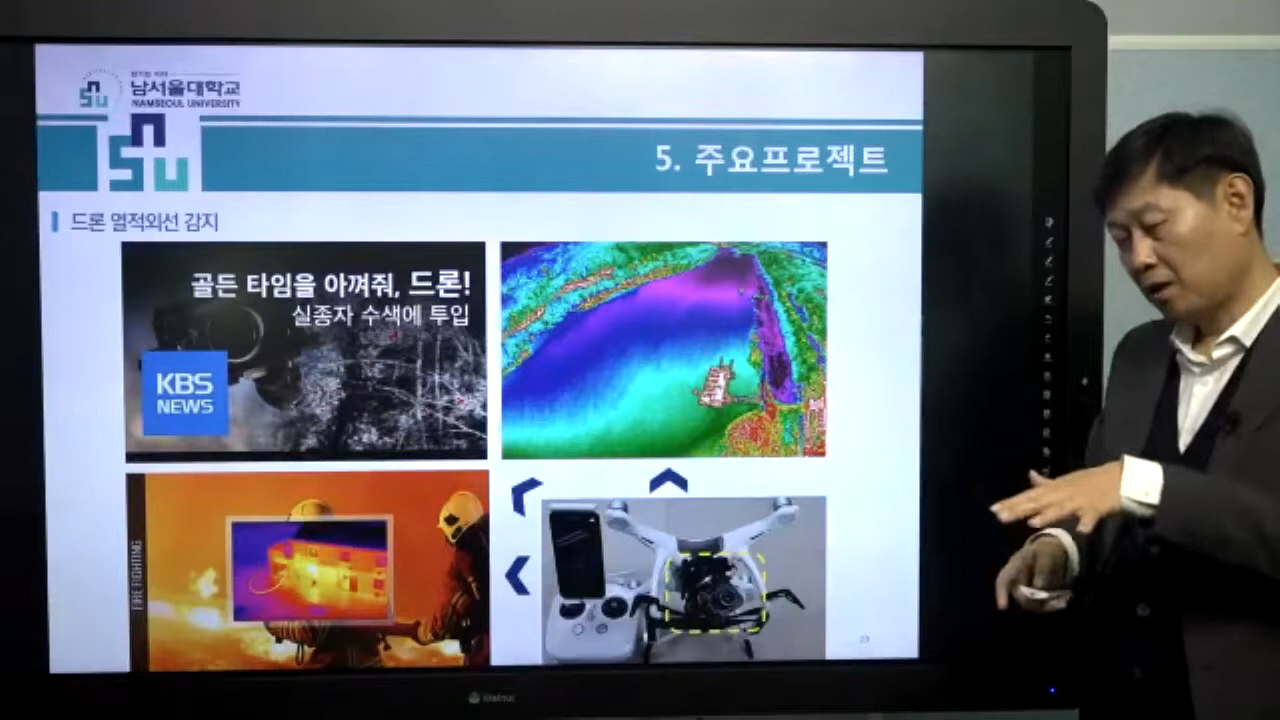 남서울대학교
NAMSEOUL UNIVERSITY
nsu
5. 주요프로젝트
드론 열적외선 감지
골든 타임을 아껴줘, 드론!
실종자 수색에 투입
KBS
NEWS
FIRE FIGHTING
23